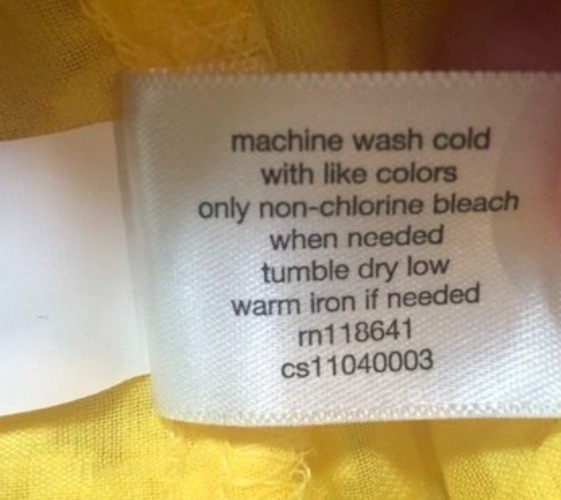 machine wash cold
with like colors
only non-chlorine bleach
when needed
tumble dry low
warm iron if needed
rn118641
cs11040003